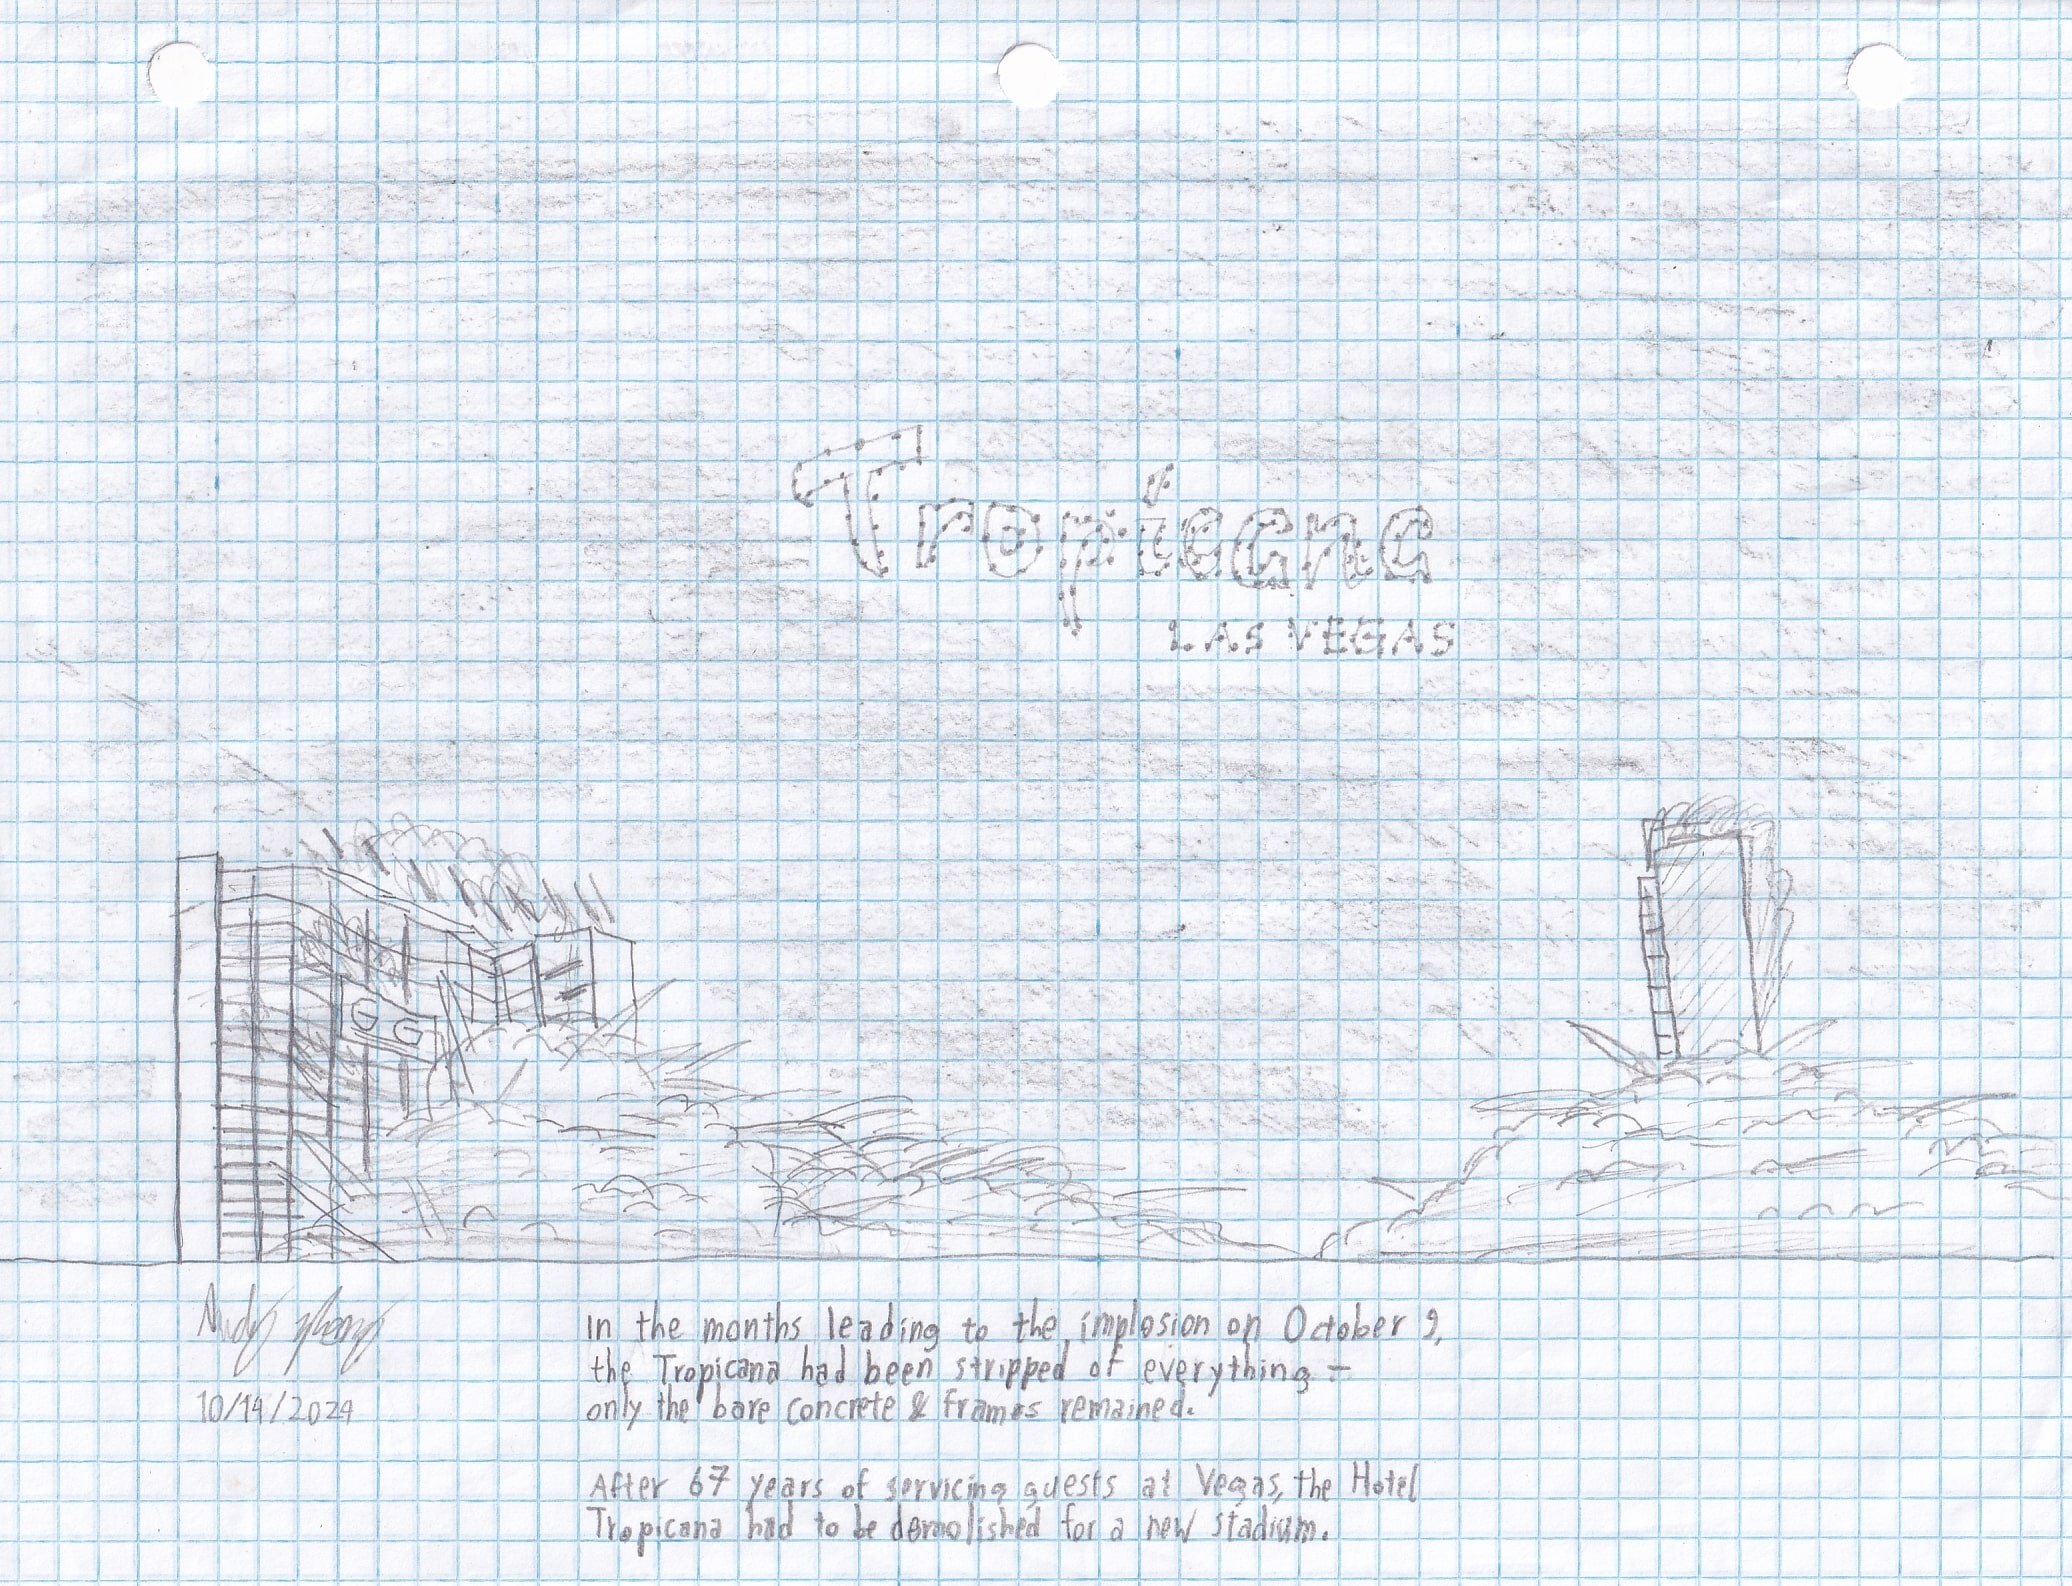 Tropicana
LAS VEGAS
Andy
10/14/2024
In the months leading to the implosion on October 9,
the Tropicana had been stripped of everything -
only the bare concrete & frames remained.
After 67 years of servicing guests at Vegas, the Hotel
Tropicana had to be demolished for a new stadium.